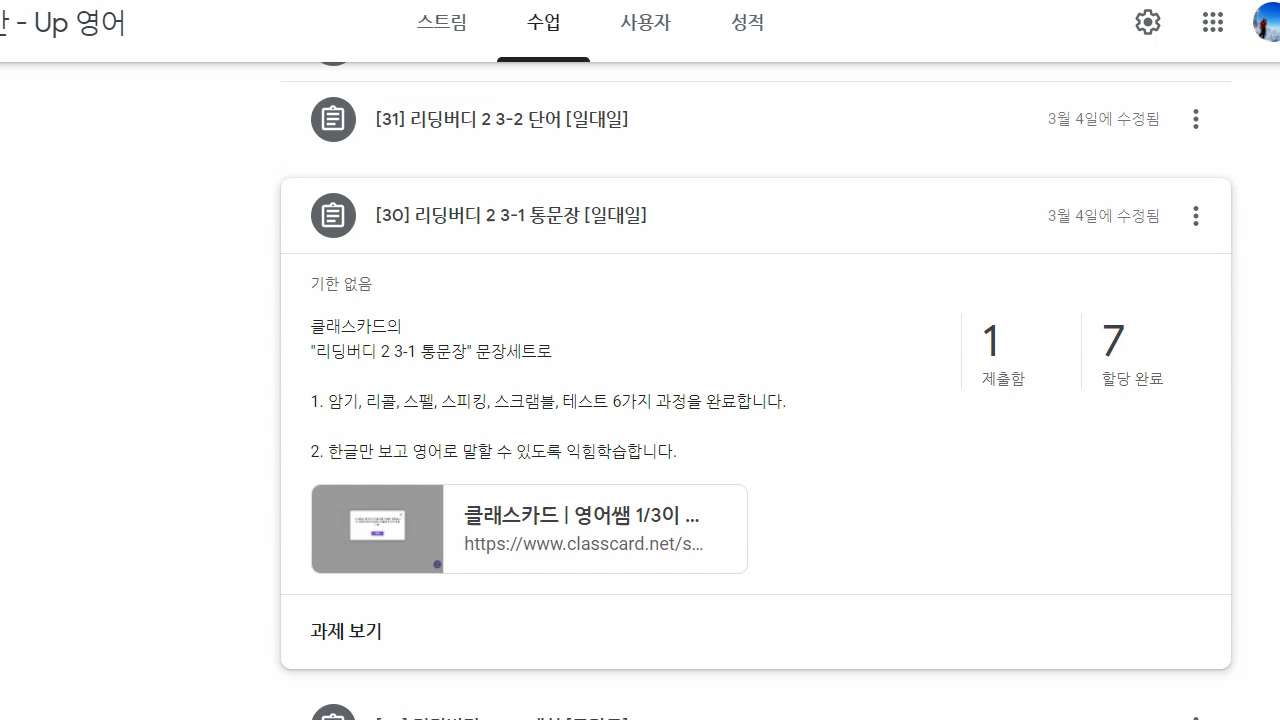 - Up 영어
스트림 수업 사용자 성적
[31] 리딩버디 2 3-2 단어 [일대일] 3월 4일에 수정됨
[30] 리딩버디 2 3-1 통문장 [일대일] 3월 4일에 수정됨
기한 없음
클래스카드의
"리딩버디 2 3-1 통문장" 문장세트로
1 7
제출함 할당 완료
1. 암기, 리콜, 스펠, 스피킹, 스크램블, 테스트 6가지 과정을 완료합니다.
2. 한글만 보고 영어로 말할 수 있도록 익힘학습합니다.
클래스카드 | 영어쌤 1/3이 ...
https://www.classcard.net/s...
과제 보기